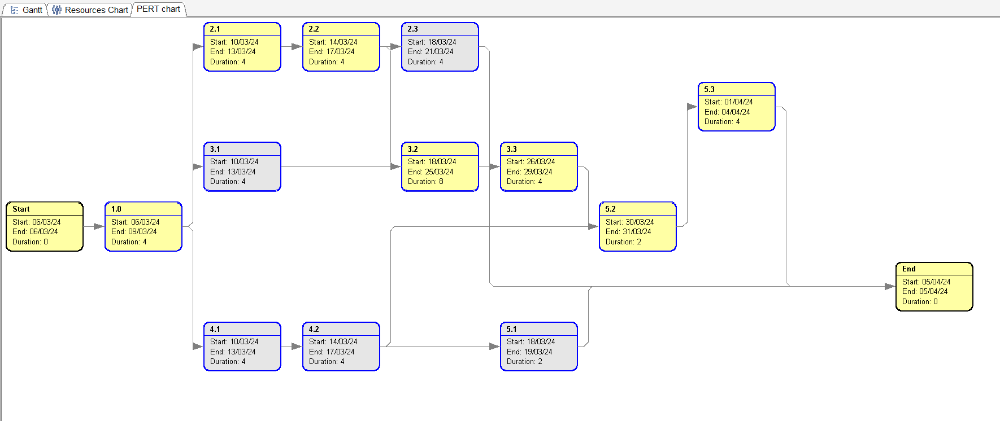 Gantt
Resources Chart
PERT chart
2.1
Start: 10/03/24
End: 13/03/24
Duration: 4
2.2
Start: 14/03/24
End: 17/03/24
Duration: 4
2.3
Start: 18/03/24
End: 21/03/24
Duration: 4
5.3
Start: 01/04/24
End: 04/04/24
Duration: 4
3.1
Start: 10/03/24
End: 13/03/24
Duration: 4
3.2
Start: 18/03/24
End: 25/03/24
Duration: 8
3.3
Start: 26/03/24
End: 29/03/24
Duration: 4
Start
Start: 06/03/24
End: 06/03/24
Duration: 0
1.0
Start: 06/03/24
End: 09/03/24
Duration: 4
5.2
Start: 30/03/24
End: 31/03/24
Duration: 2
End
Start: 05/04/24
End: 05/04/24
Duration: 0
4.1
Start: 10/03/24
End: 13/03/24
Duration: 4
4.2
Start: 14/03/24
End: 17/03/24
Duration: 4
5.1
Start: 18/03/24
End: 19/03/24
Duration: 2